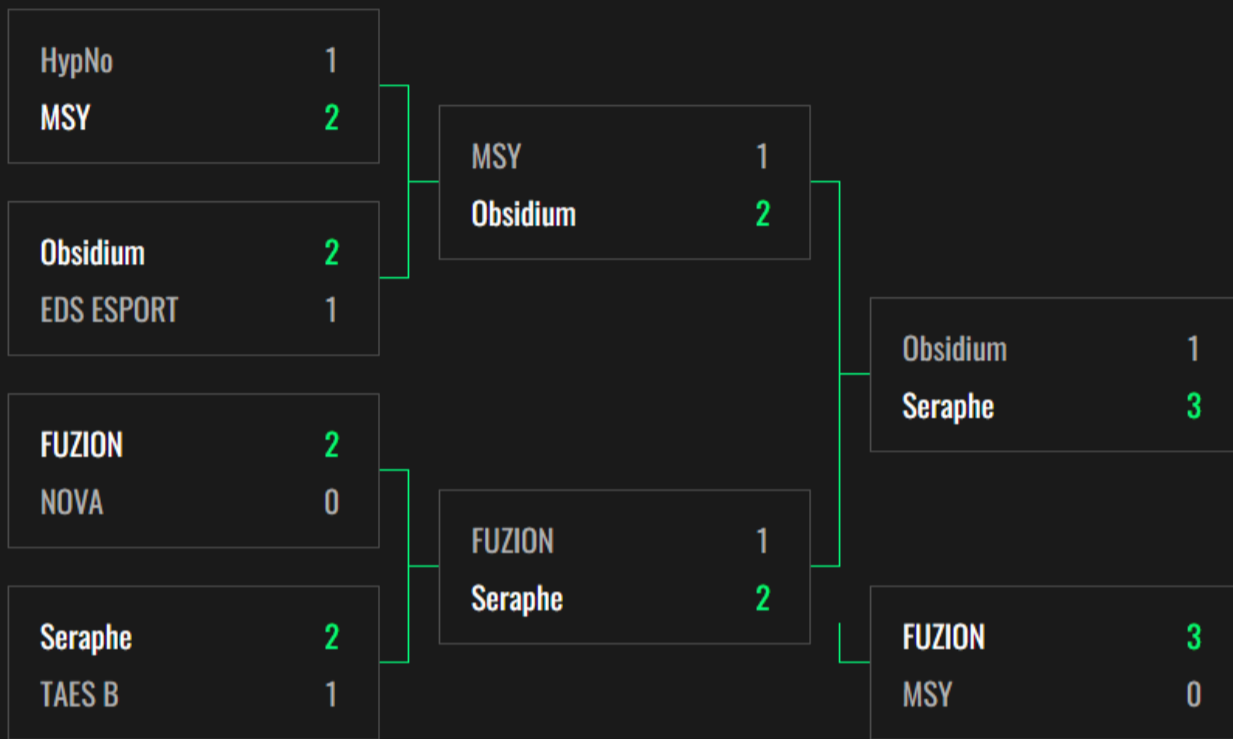 HypNo 1
MSY 2
Obsidium 2
EDS ESPORT 1
FUZION 2
NOVA 0
Seraphe 2
TAES B 1
MSY 1
Obsidium 2
FUZION 1
Seraphe 2
Obsidium 1
Seraphe 3
FUZION 3
MSY 0